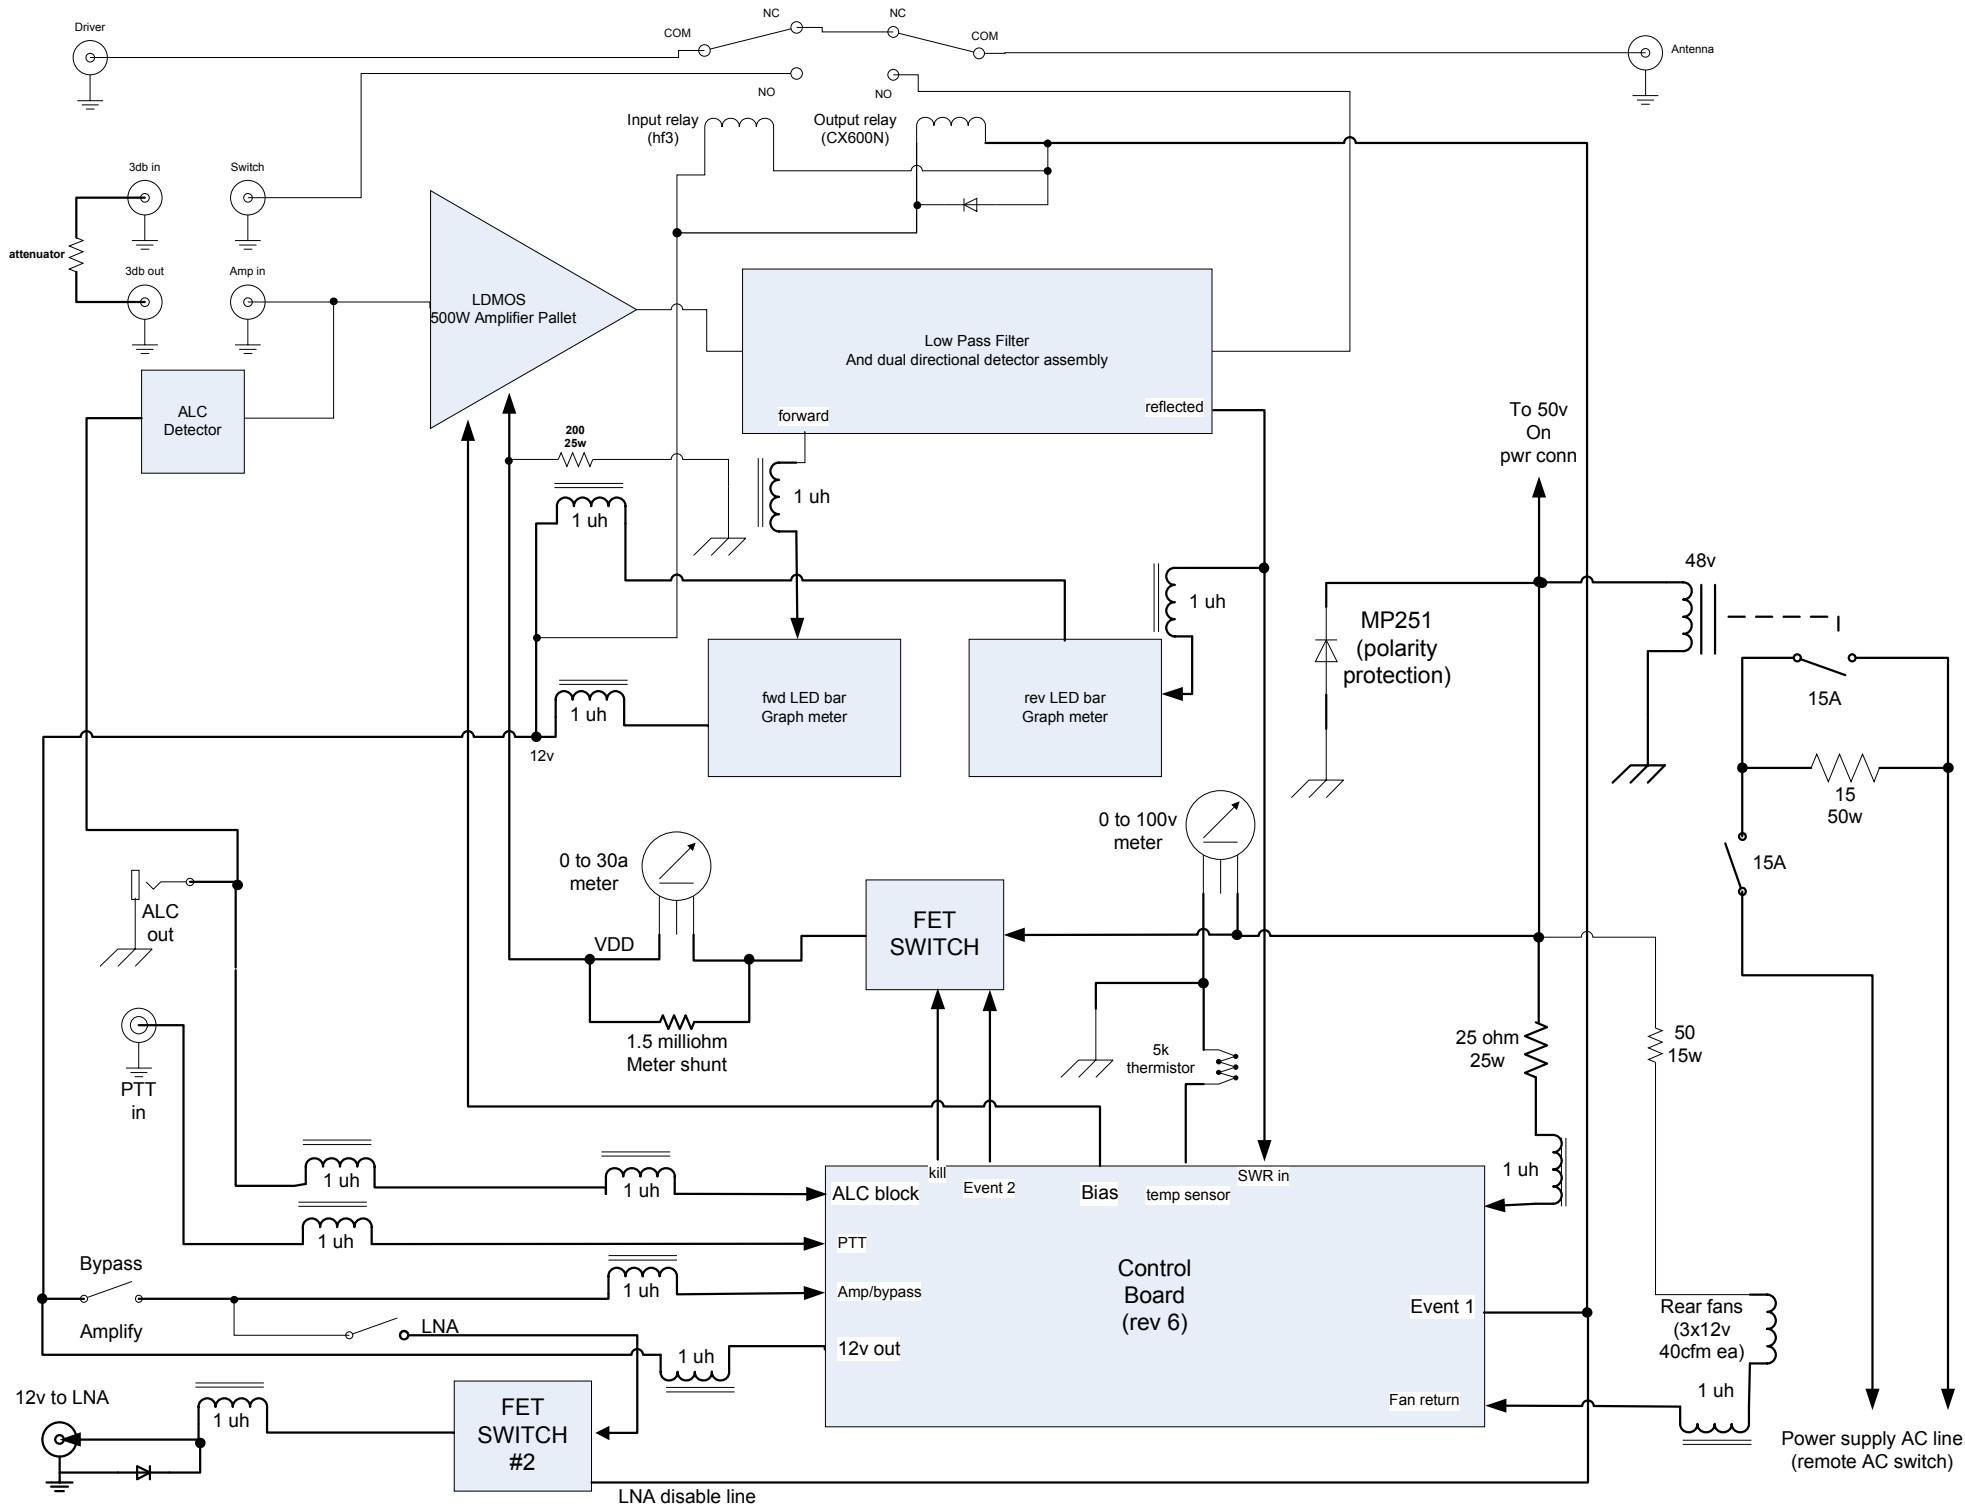 Driver
COM
NC
NC
COM
Antenna
NO
NO
Input relay
(hf3)
Output relay
(CX600N)
3db in
Switch
attenuator
3db out
Amp in
LDMOS
500W Amplifier Pallet
Low Pass Filter
And dual directional detector assembly
forward
reflected
ALC
Detector
200
25w
1 uh
1 uh
1 uh
To 50v
On
pwr conn
48v
MP251
(polarity
protection)
15A
15
50w
15A
fwd LED bar
Graph meter
rev LED bar
Graph meter
1 uh
12v
0 to 30a
meter
0 to 100v
meter
FET
SWITCH
VDD
1.5 milliohm
Meter shunt
ALC
out
PTT
in
5k
thermistor
25 ohm
25w
50
15w
1 uh
1 uh
1 uh
1 uh
ALC block
kill
Event 2
Bias
temp sensor
SWR in
PTT
Bypass
Amplify
1 uh
Amp/bypass
LNA
Control
Board
(rev 6)
Event 1
Rear fans
(3x12v
40cfm ea)
1 uh
12v out
Fan return
1 uh
12v to LNA
1 uh
FET
SWITCH
#2
LNA disable line
Power supply AC line
(remote AC switch)